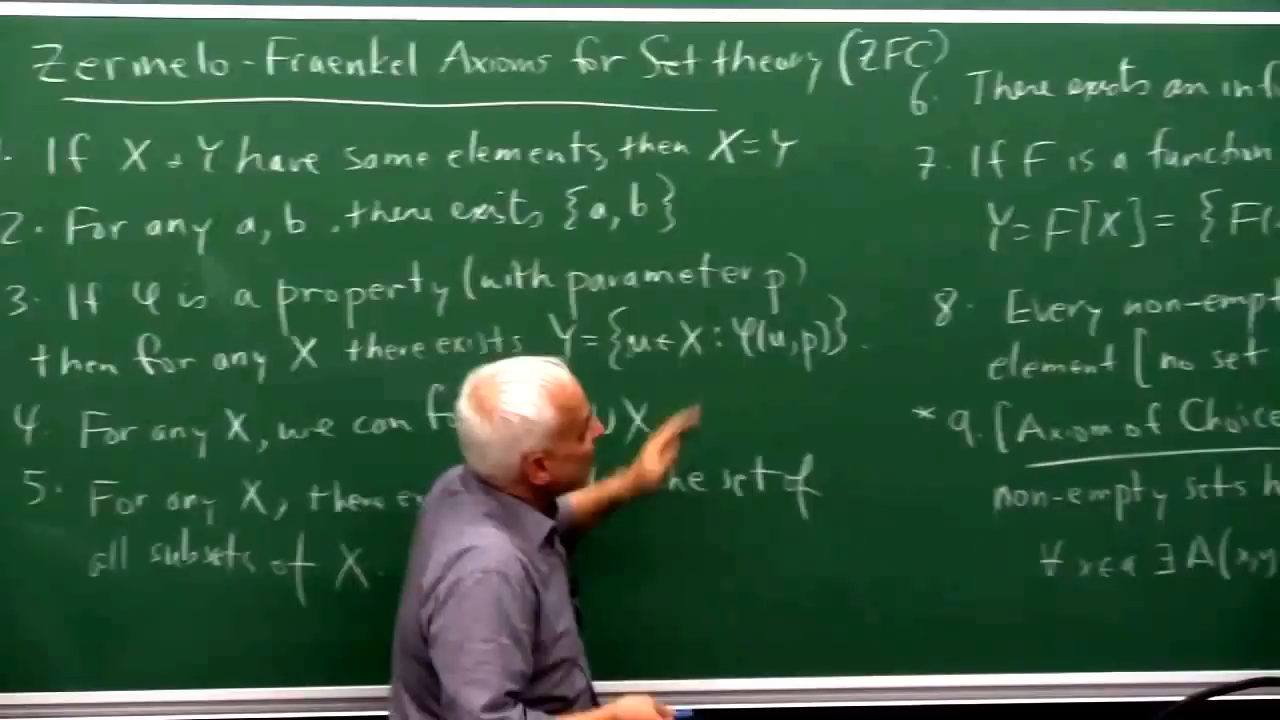 Zermelo-Fraenkel Axioms for Set theory (ZFC)
1. If X & Y have same elements, then X=Y
2. For any a, b, there exists {a, b}
3. If φ is a property (with parameter p)
then for any X there exists Y={u∈X: φ(u,p)}.
4. For any X, we can ∪X
5. For any X, there the set of
all subsets of X.
6. There exists an
7. If F is a function
Y=F[X]={F(
8. Every
element [no set
*9. [Axiom of Choice
non-empty sets
∀ ∃ A(x,y